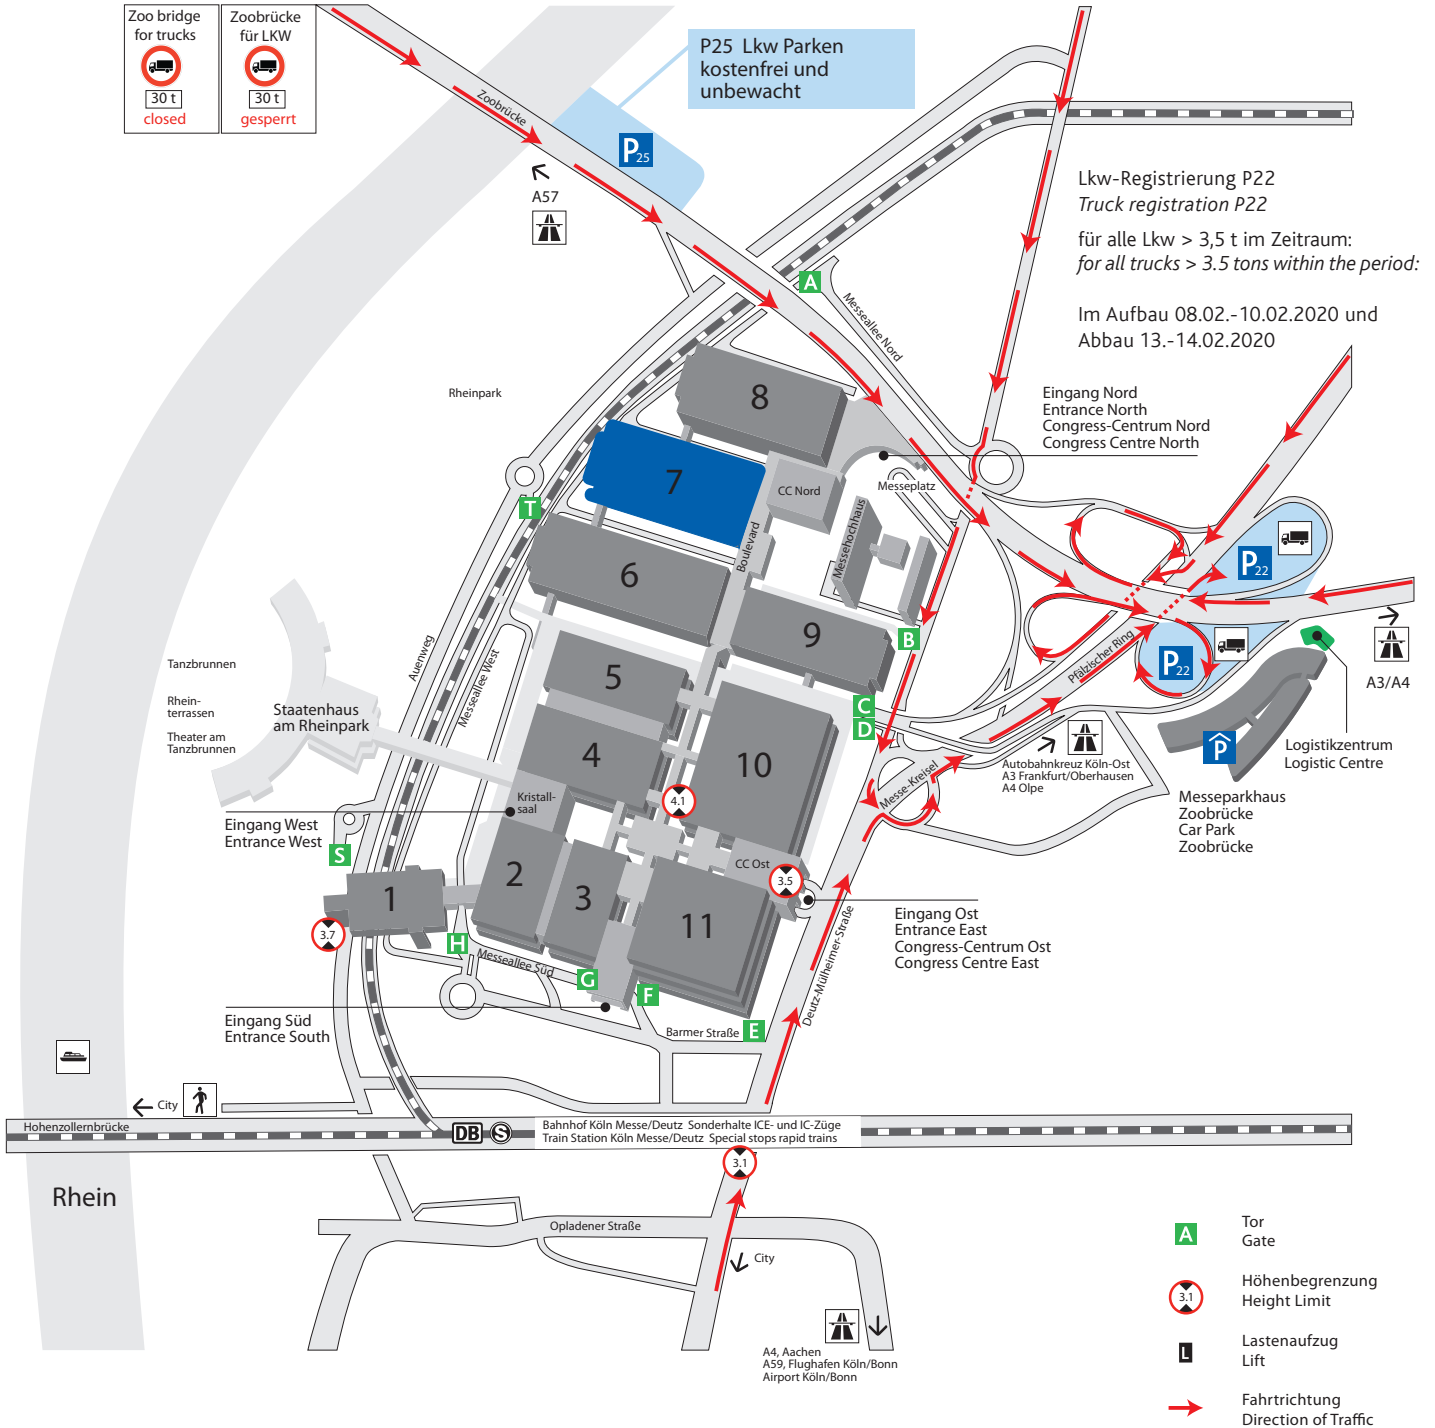 Zoo bridge
for trucks
30 t
closed
Zoobrücke
für LKW
30 t
gesperrt
P25 Lkw Parken
kostenfrei und
unbewacht
Zoobrücke
P25
A57
Lkw-Registrierung P22
Truck registration P22
für alle Lkw > 3,5 t im Zeitraum:
for all trucks > 3.5 tons within the period:
Im Aufbau 08.02.-10.02.2020 und
Abbau 13.-14.02.2020
A
Messeallee Nord
Rheinpark
8
Eingang Nord
Entrance North
Congress-Centrum Nord
Congress Centre North
7
CC Nord
Messeplatz
T
Boulevard
Messehochhaus
6
P22
9
B
Pfälzischer Ring
P22
A3/A4
Auenweg
Messeallee West
Tanzbrunnen
Rhein-
terrassen
Theater am
Tanzbrunnen
Staatenhaus
am Rheinpark
5
4
10
C
D
Autobahnkreuz Köln-Ost
A3 Frankfurt/Oberhausen
A4 Olpe
P
Logistikzentrum
Logistic Centre
Messe-Kreisel
Messeparkhaus
Zoobrücke
Car Park
Zoobrücke
Kristall-
saal
4.1
Eingang West
Entrance West
S
CC Ost
3.5
1
2
3
11
3.7
H
Messeallee Süd
G
F
E
Eingang Ost
Entrance East
Congress-Centrum Ost
Congress Centre East
Deutz-Mülheimer-Straße
Eingang Süd
Entrance South
Barmer Straße
City
Hohenzollernbrücke
DB
S
Bahnhof Köln Messe/Deutz Sonderhalte ICE- und IC-Züge
Train Station Köln Messe/Deutz Special stops rapid trains
3.1
Rhein
Opladener Straße
City
A4, Aachen
A59, Flughafen Köln/Bonn
Airport Köln/Bonn
A
Tor
Gate
3.1
Höhenbegrenzung
Height Limit
L
Lastenaufzug
Lift
Fahrtrichtung
Direction of Traffic